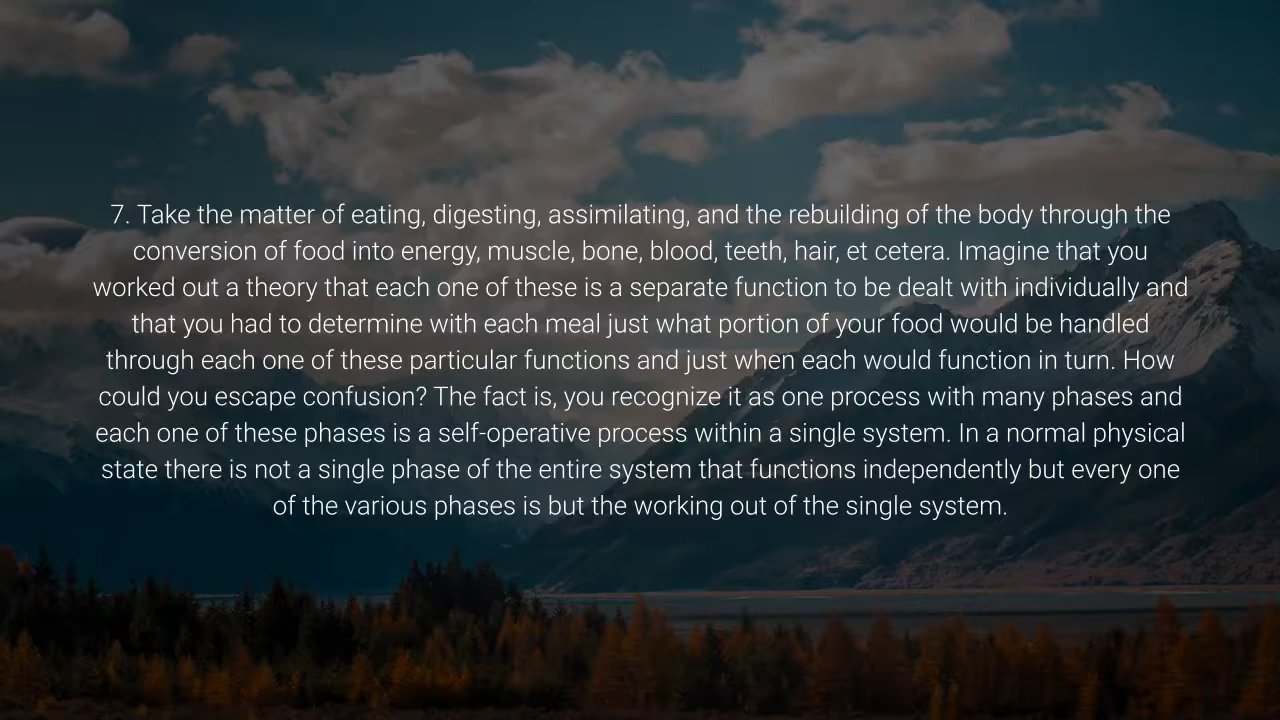 7. Take the matter of eating, digesting, assimilating, and the rebuilding of the body through the
conversion of food into energy, muscle, bone, blood, teeth, hair, et cetera. Imagine that you
worked out a theory that each one of these is a separate function to be dealt with individually and
that you had to determine with each meal just what portion of your food would be handled
through each one of these particular functions and just when each would function in turn. How
could you escape confusion? The fact is, you recognize it as one process with many phases and
each one of these phases is a self-operative process within a single system. In a normal physical
state there is not a single phase of the entire system that functions independently but every one
of the various phases is but the working out of the single system.